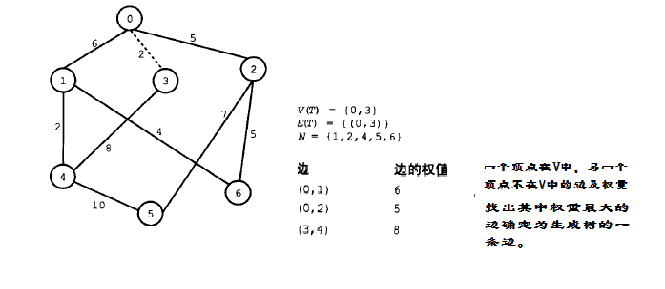 0
6
5
2
1
3
2
2
4
7
5
8
4
6
10
5
V(T) = {0,3}
E(T) = {(0,3)}
N = {1,2,4,5,6}
边 边的权值
(0,1) 6
(0,2) 5
(3,4) 8
一个顶点在V中，另一个
顶点不在V中的边及权量
找出其中权值最大的
边确定为生成树的一
条边。